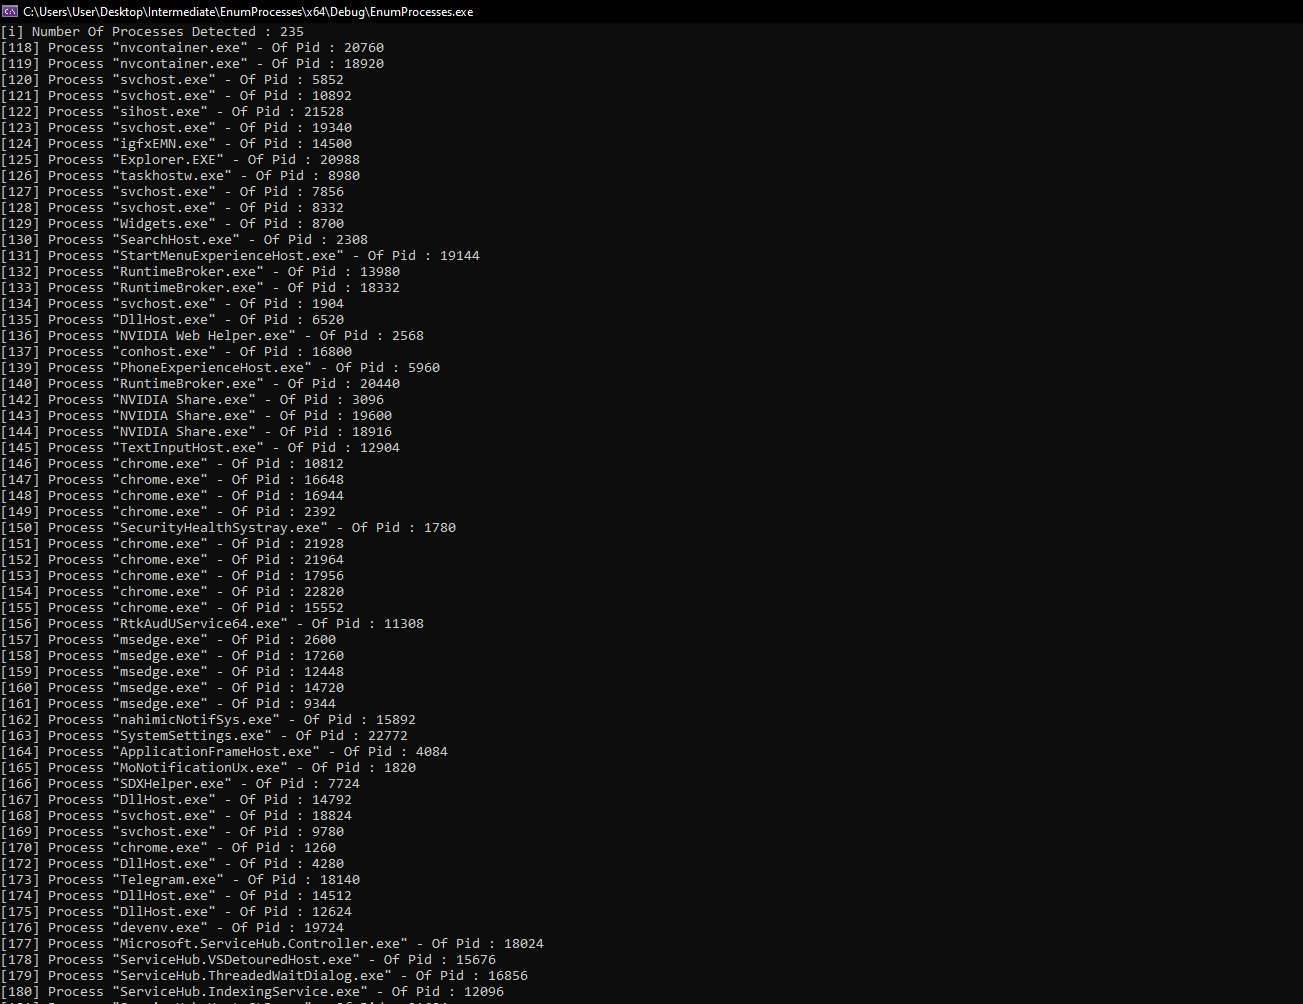 C:\Users\User\Desktop\Intermediate\EnumProcesses\x64\Debug\EnumProcesses.exe
[i] Number Of Processes Detected : 235
[118] Process "nvcontainer.exe" - Of Pid : 20760
[119] Process "nvcontainer.exe" - Of Pid : 18920
[120] Process "svchost.exe" - Of Pid : 5852
[121] Process "svchost.exe" - Of Pid : 10892
[122] Process "sihost.exe" - Of Pid : 21528
[123] Process "svchost.exe" - Of Pid : 19340
[124] Process "igfxEMN.exe" - Of Pid : 14500
[125] Process "Explorer.EXE" - Of Pid : 20988
[126] Process "taskhostw.exe" - Of Pid : 8980
[127] Process "svchost.exe" - Of Pid : 7856
[128] Process "svchost.exe" - Of Pid : 8332
[129] Process "Widgets.exe" - Of Pid : 8700
[130] Process "SearchHost.exe" - Of Pid : 2308
[131] Process "StartMenuExperienceHost.exe" - Of Pid : 19144
[132] Process "RuntimeBroker.exe" - Of Pid : 13980
[133] Process "RuntimeBroker.exe" - Of Pid : 18332
[134] Process "svchost.exe" - Of Pid : 1904
[135] Process "DllHost.exe" - Of Pid : 6520
[136] Process "NVIDIA Web Helper.exe" - Of Pid : 2568
[137] Process "conhost.exe" - Of Pid : 16800
[139] Process "PhoneExperienceHost.exe" - Of Pid : 5960
[140] Process "RuntimeBroker.exe" - Of Pid : 20440
[142] Process "NVIDIA Share.exe" - Of Pid : 3096
[143] Process "NVIDIA Share.exe" - Of Pid : 19600
[144] Process "NVIDIA Share.exe" - Of Pid : 18916
[145] Process "TextInputHost.exe" - Of Pid : 12904
[146] Process "chrome.exe" - Of Pid : 10812
[147] Process "chrome.exe" - Of Pid : 16648
[148] Process "chrome.exe" - Of Pid : 16944
[149] Process "chrome.exe" - Of Pid : 2392
[150] Process "SecurityHealthSystray.exe" - Of Pid : 1780
[151] Process "chrome.exe" - Of Pid : 21928
[152] Process "chrome.exe" - Of Pid : 21964
[153] Process "chrome.exe" - Of Pid : 17956
[154] Process "chrome.exe" - Of Pid : 22820
[155] Process "chrome.exe" - Of Pid : 15552
[156] Process "RtkAudUService64.exe" - Of Pid : 11308
[157] Process "msedge.exe" - Of Pid : 2600
[158] Process "msedge.exe" - Of Pid : 17260
[159] Process "msedge.exe" - Of Pid : 12448
[160] Process "msedge.exe" - Of Pid : 14720
[161] Process "msedge.exe" - Of Pid : 9344
[162] Process "nahimicNotifSys.exe" - Of Pid : 15892
[163] Process "SystemSettings.exe" - Of Pid : 22772
[164] Process "ApplicationFrameHost.exe" - Of Pid : 4084
[165] Process "MoNotificationUx.exe" - Of Pid : 1820
[166] Process "SDXHelper.exe" - Of Pid : 7724
[167] Process "DllHost.exe" - Of Pid : 14792
[168] Process "svchost.exe" - Of Pid : 18824
[169] Process "svchost.exe" - Of Pid : 9780
[170] Process "chrome.exe" - Of Pid : 1260
[172] Process "DllHost.exe" - Of Pid : 4280
[173] Process "Telegram.exe" - Of Pid : 18140
[174] Process "DllHost.exe" - Of Pid : 14512
[175] Process "DllHost.exe" - Of Pid : 12624
[176] Process "devenv.exe" - Of Pid : 19724
[177] Process "Microsoft.ServiceHub.Controller.exe" - Of Pid : 18024
[178] Process "ServiceHub.VSDetouredHost.exe" - Of Pid : 15676
[179] Process "ServiceHub.ThreadedWaitDialog.exe" - Of Pid : 16856
[180] Process "ServiceHub.IndexingService.exe" - Of Pid : 12096